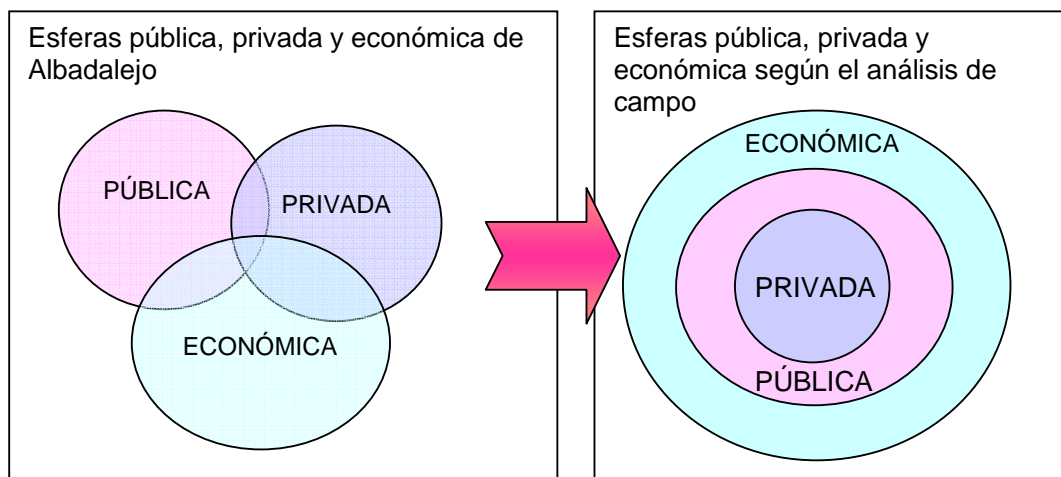 Esferas pública, privada y económica de
Albadalejo
PÚBLICA
PRIVADA
ECONÓMICA
Esferas pública, privada y
económica según el análisis de
campo
ECONÓMICA
PRIVADA
PÚBLICA